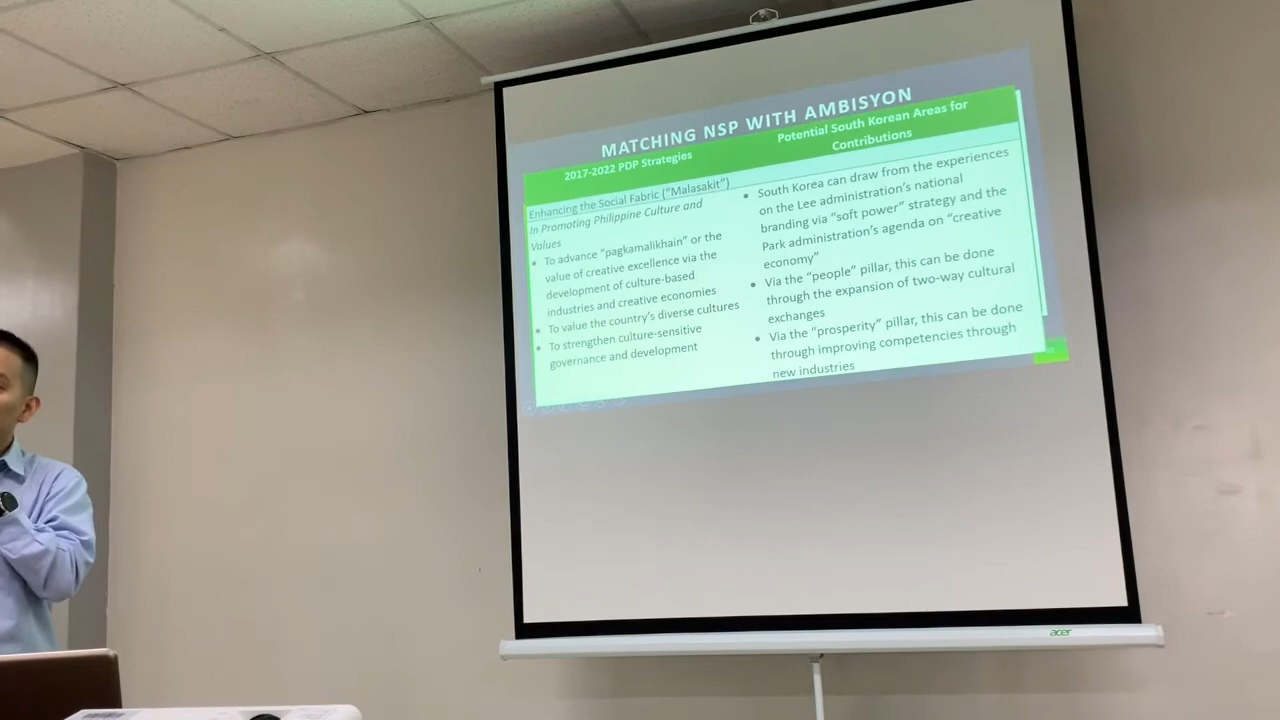 MATCHING NSP WITH AMBISYON
2017-2022 PDP Strategies
Potential South Korean Areas for
Contributions
Enhancing the Social Fabric (“Malasakit”)
In Promoting Philippine Culture and
Values
• To advance “pagkamalikhain” or the
value of creative excellence via the
development of culture-based
industries and creative economies
• To value the country’s diverse cultures
• To strengthen culture-sensitive
governance and development
• South Korea can draw from the experiences
on the Lee administration’s national
branding via “soft power” strategy and the
Park administration’s agenda on “creative
economy”
• Via the “people” pillar, this can be done
through the expansion of two-way cultural
exchanges
• Via the “prosperity” pillar, this can be done
through improving competencies through
new industries
acer